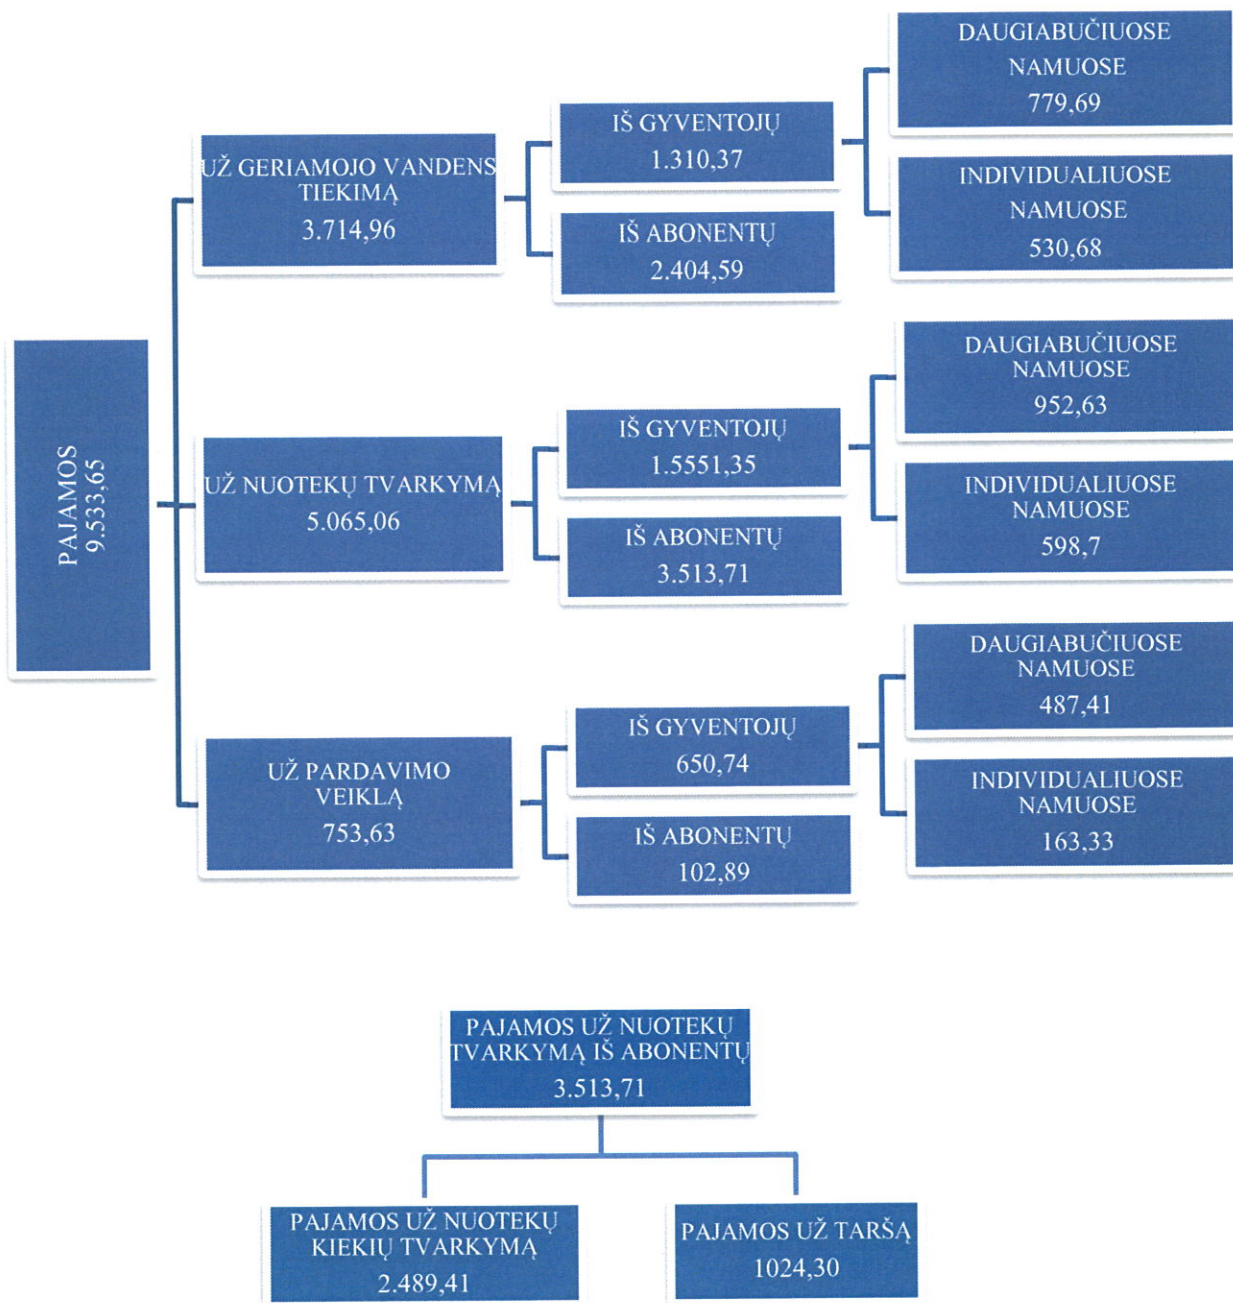 PAJAMOS
9.533,65
UŽ GERIAMOJO VANDENS
TIEKIMĄ
3.714,96
IŠ GYVENTOJŲ
1.310,37
DAUGIABUČIUOSE
NAMUOSE
779,69
INDIVIDUALIUOSE
NAMUOSE
530,68
IŠ ABONENTŲ
2.404,59
UŽ NUOTEKŲ TVARKYMĄ
5.065,06
IŠ GYVENTOJŲ
1.5551,35
DAUGIABUČIUOSE
NAMUOSE
952,63
INDIVIDUALIUOSE
NAMUOSE
598,7
IŠ ABONENTŲ
3.513,71
UŽ PARDAVIMO
VEIKLĄ
753,63
IŠ GYVENTOJŲ
650,74
DAUGIABUČIUOSE
NAMUOSE
487,41
INDIVIDUALIUOSE
NAMUOSE
163,33
IŠ ABONENTŲ
102,89
PAJAMOS UŽ NUOTEKŲ
TVARKYMĄ IŠ ABONENTŲ
3.513,71
PAJAMOS UŽ NUOTEKŲ
KIEKIŲ TVARKYMĄ
2.489,41
PAJAMOS UŽ TARŠĄ
1024,30